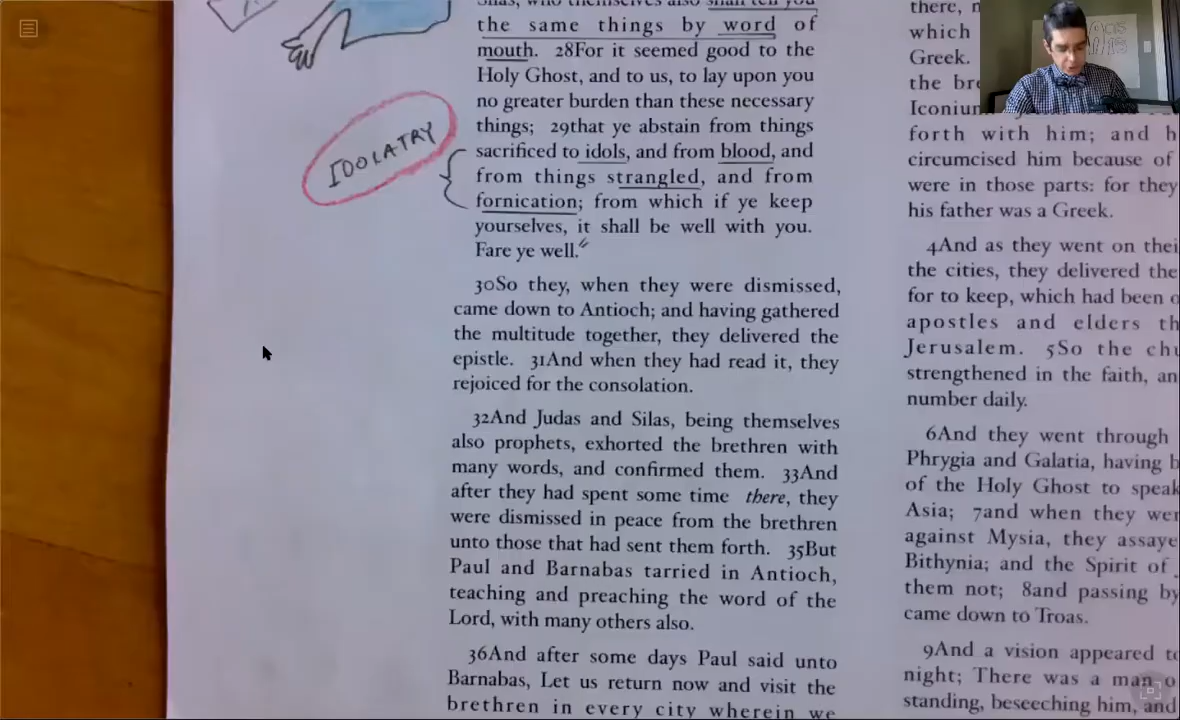 Silas, who themselves also shall tell you
the same things by word of
mouth. 28For it seemed good to the
Holy Ghost, and to us, to lay upon you
no greater burden than these necessary
things; 29that ye abstain from things
sacrificed to idols, and from blood, and
from things strangled, and from
fornication; from which if ye keep
yourselves, it shall be well with you.
Fare ye well."
IDOLATRY
30So they, when they were dismissed,
came down to Antioch; and having gathered
the multitude together, they delivered the
epistle. 31And when they had read it, they
rejoiced for the consolation.
32And Judas and Silas, being themselves
also prophets, exhorted the brethren with
many words, and confirmed them. 33And
after they had spent some time there, they
were dismissed in peace from the brethren
unto those that had sent them forth. 35But
Paul and Barnabas tarried in Antioch,
teaching and preaching the word of the
Lord, with many others also.
36And after some days Paul said unto
Barnabas, Let us return now and visit the
brethren in every city wherein we
there,
which
Greek.
the
forth with him; and
circumcised him because of
were in those parts: for they
his father was a Greek.
4And as they went on
the cities, they delivered the
for to keep, which had been
apostles and elders
Jerusalem. 5So the
strengthened in the faith,
number daily.
6And they went through
Phrygia and Galatia, having
of the Holy Ghost to speak
Asia; 7and when they
against Mysia, they
Bithynia; and the Spirit of
them not; 8and passing by
came down to Troas.
9And a vision appeared
night; There was a man
standing, beseeching him, and